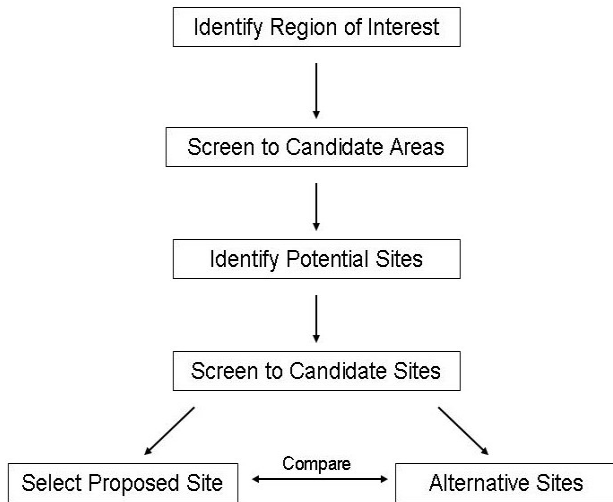 Identify Region of Interest
Screen to Candidate Areas
Identify Potential Sites
Screen to Candidate Sites
Compare
Select Proposed Site
Alternative Sites